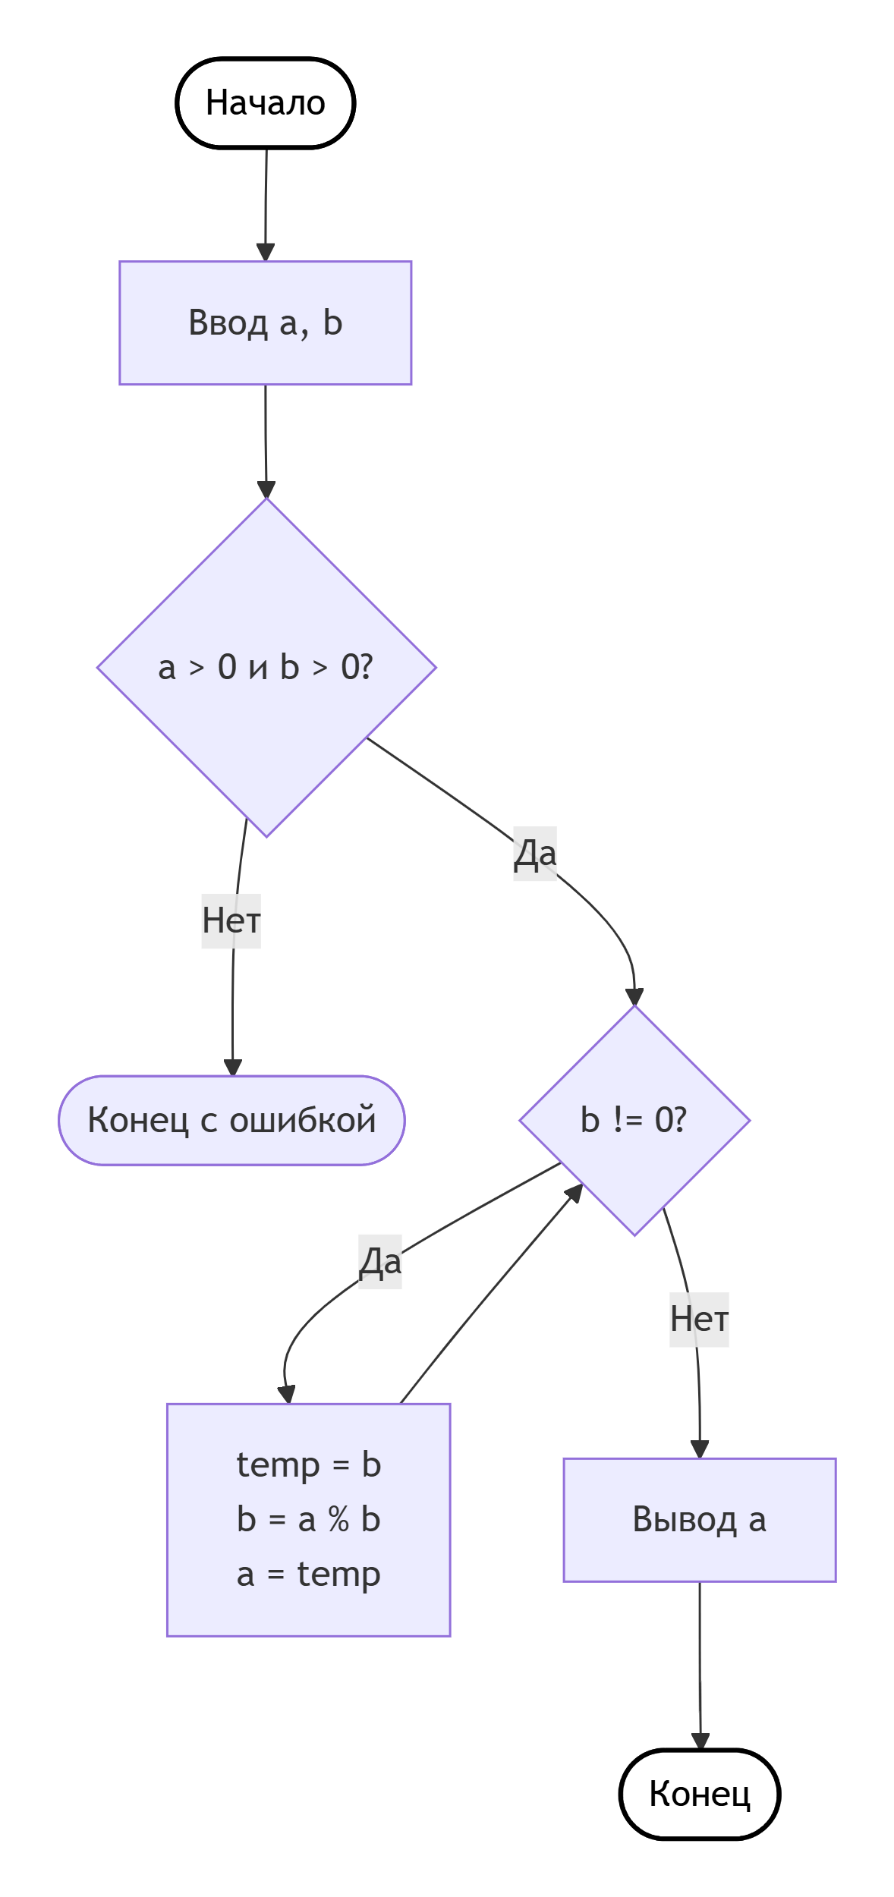 Начало
Ввод a, b
a > 0 и b > 0?
Да
Нет
Конец с ошибкой
b != 0?
Да
Нет
temp = b
b = a % b
a = temp
Вывод a
Конец